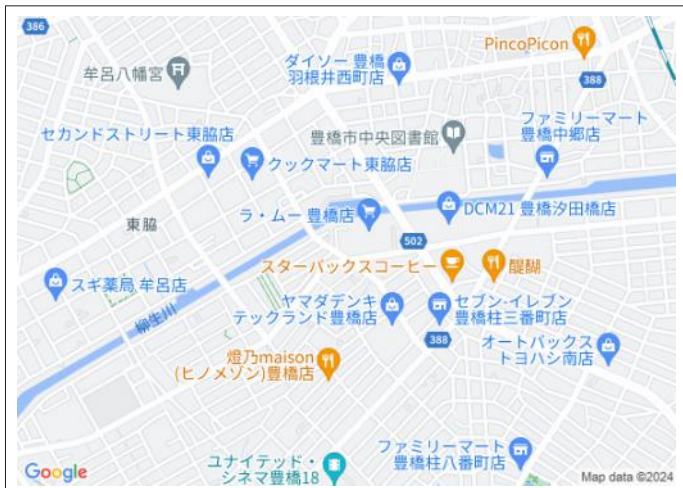 386
PincoPicon
ダイソー 豊橋
羽根井西町店
388
牟呂八幡宮
ファミリーマート
豊橋中郷店
セカンドストリート東脇店
豊橋市中央図書館
クックマート東脇店
東脇
ラ・ムー 豊橋店
DCM21 豊橋汐田橋店
502
スターバックスコーヒー
醍醐
スギ薬局 牟呂店
柳生川
ヤマダデンキ
テックランド豊橋店
セブン-イレブン
豊橋柱三番町店
388
オートバックス
トヨハシ南店
燈乃maison
(ヒノメゾン)豊橋店
ユナイテッド・
シネマ豊橋18
ファミリーマート
豊橋柱八番町店
Google
Map data ©2024